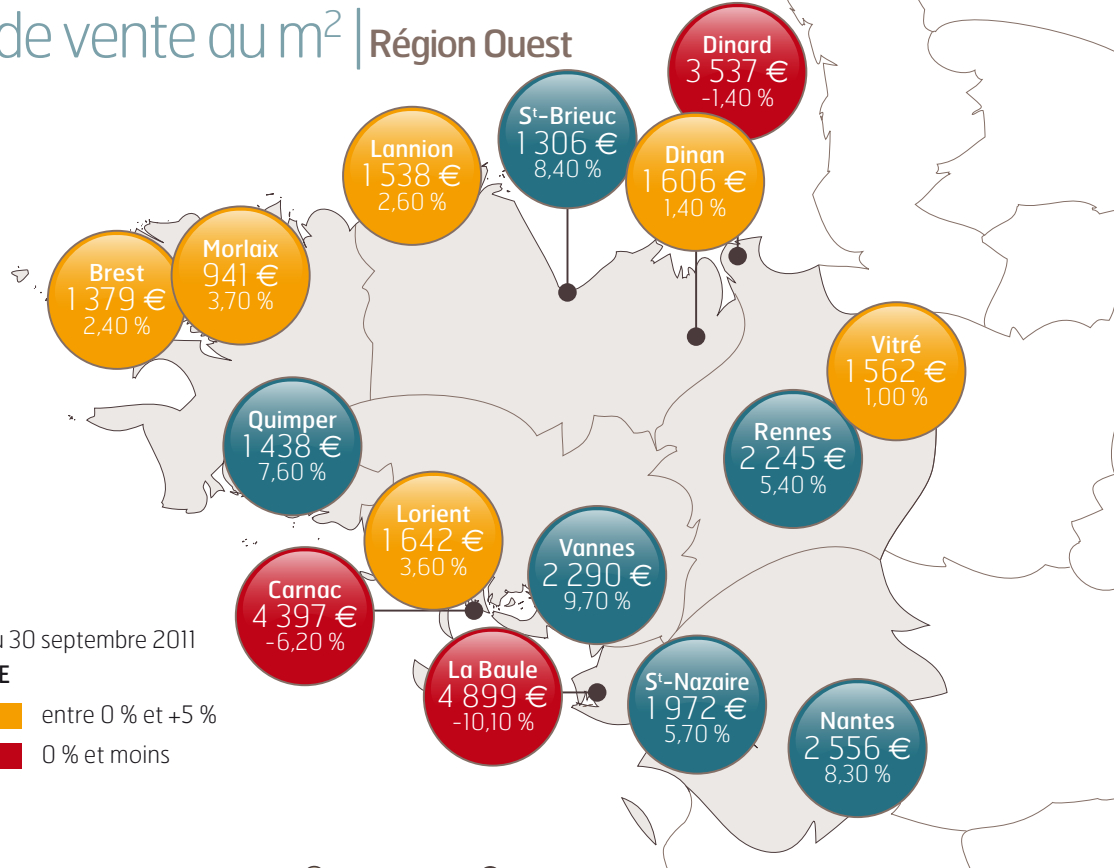 de vente au m² | Région Ouest
Dinard
3 537 €
-1,40 %
Sᵗ-Brieuc
1 306 €
8,40 %
Lannion
1 538 €
2,60 %
Dinan
1 606 €
1,40 %
Morlaix
941 €
3,70 %
Brest
1 379 €
2,40 %
Vitré
1 562 €
1,00 %
Quimper
1 438 €
7,60 %
Rennes
2 245 €
5,40 %
Lorient
1 642 €
3,60 %
Vannes
2 290 €
9,70 %
Carnac
4 397 €
-6,20 %
La Baule
4 899 €
-10,10 %
Sᵗ-Nazaire
1 972 €
5,70 %
Nantes
2 556 €
8,30 %
u 30 septembre 2011
E
entre 0 % et +5 %
0 % et moins